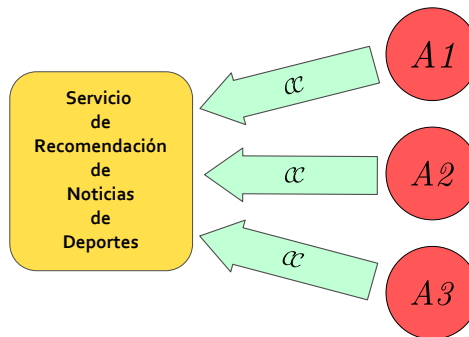 Servicio
de
Recomendación
de
Noticias
de
Deportes
α
A1
α
A2
α
A3